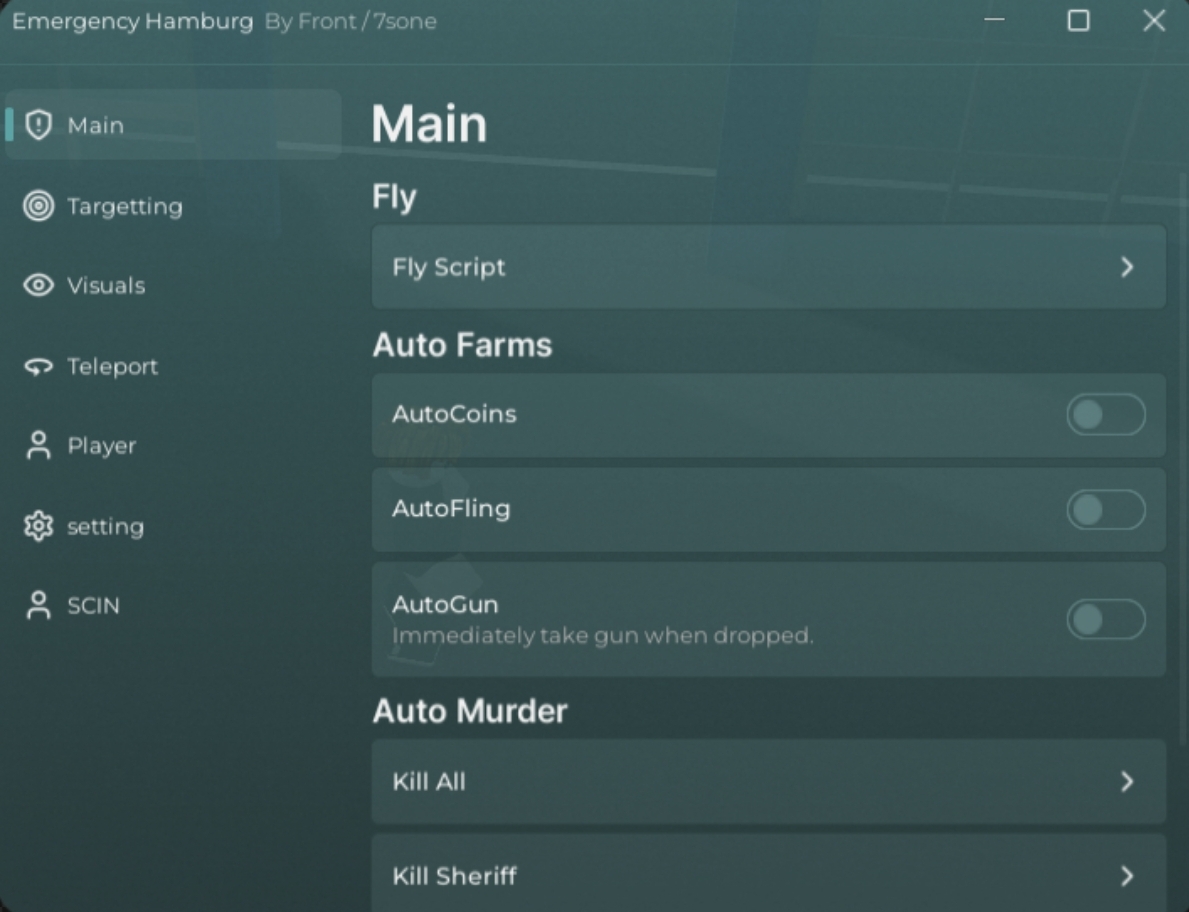 Emergency Hamburg By Front / 7sone
Main
Targetting
Visuals
Teleport
Player
setting
SCIN
Main
Fly
Fly Script
Auto Farms
AutoCoins
AutoFling
AutoGun
Immediately take gun when dropped.
Auto Murder
Kill All
Kill Sheriff